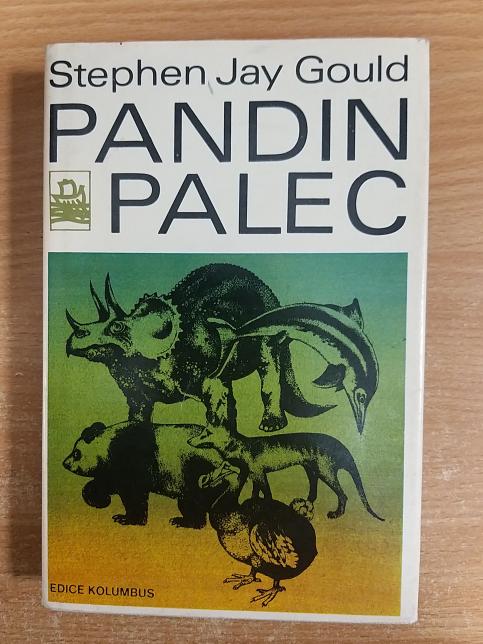 Stephen Jay Gould
PANDIN
PALEC
EDICE KOLUMBUS